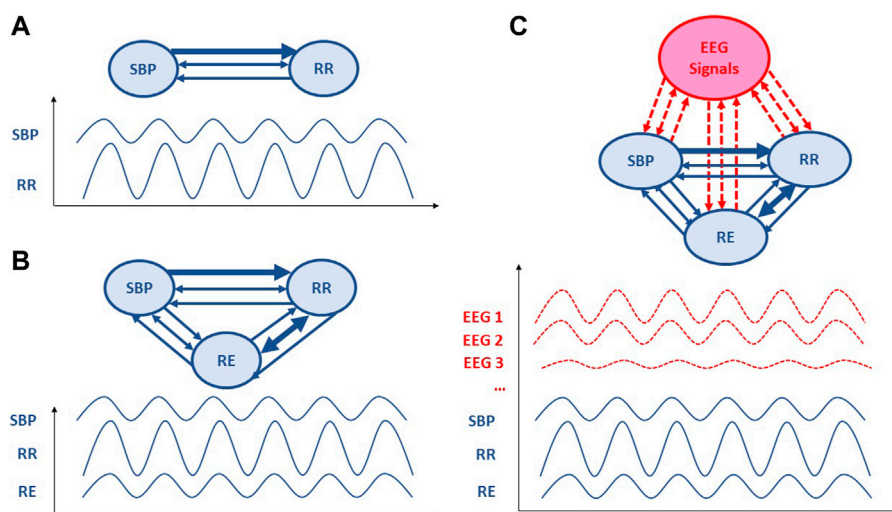 A
SBP
RR
SBP
RR
B
SBP
RR
RE
SBP
RR
RE
C
EEG
Signals
SBP
RR
RE
EEG 1
EEG 2
EEG 3
...
SBP
RR
RE